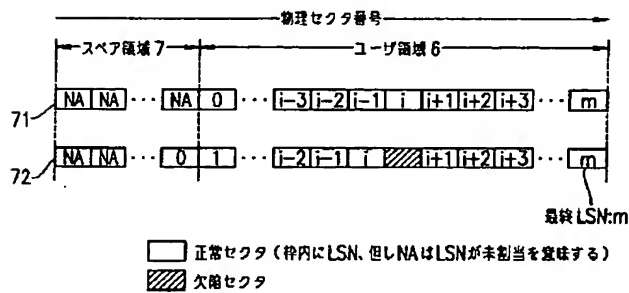 物理セクタ番号
スペア領域7 ユーザ領域6
71 NA NA ... NA 0 ... i-3 i-2 i-1 i i+1 i+2 i+3 ... m
72 NA NA ... 0 1 ... i-2 i-1 i i+1 i+2 i+3 ... m
最終LSN:m
正常セクタ(枠内にLSN、但しNAはLSNが未割当を意味する)
欠陥セクタ